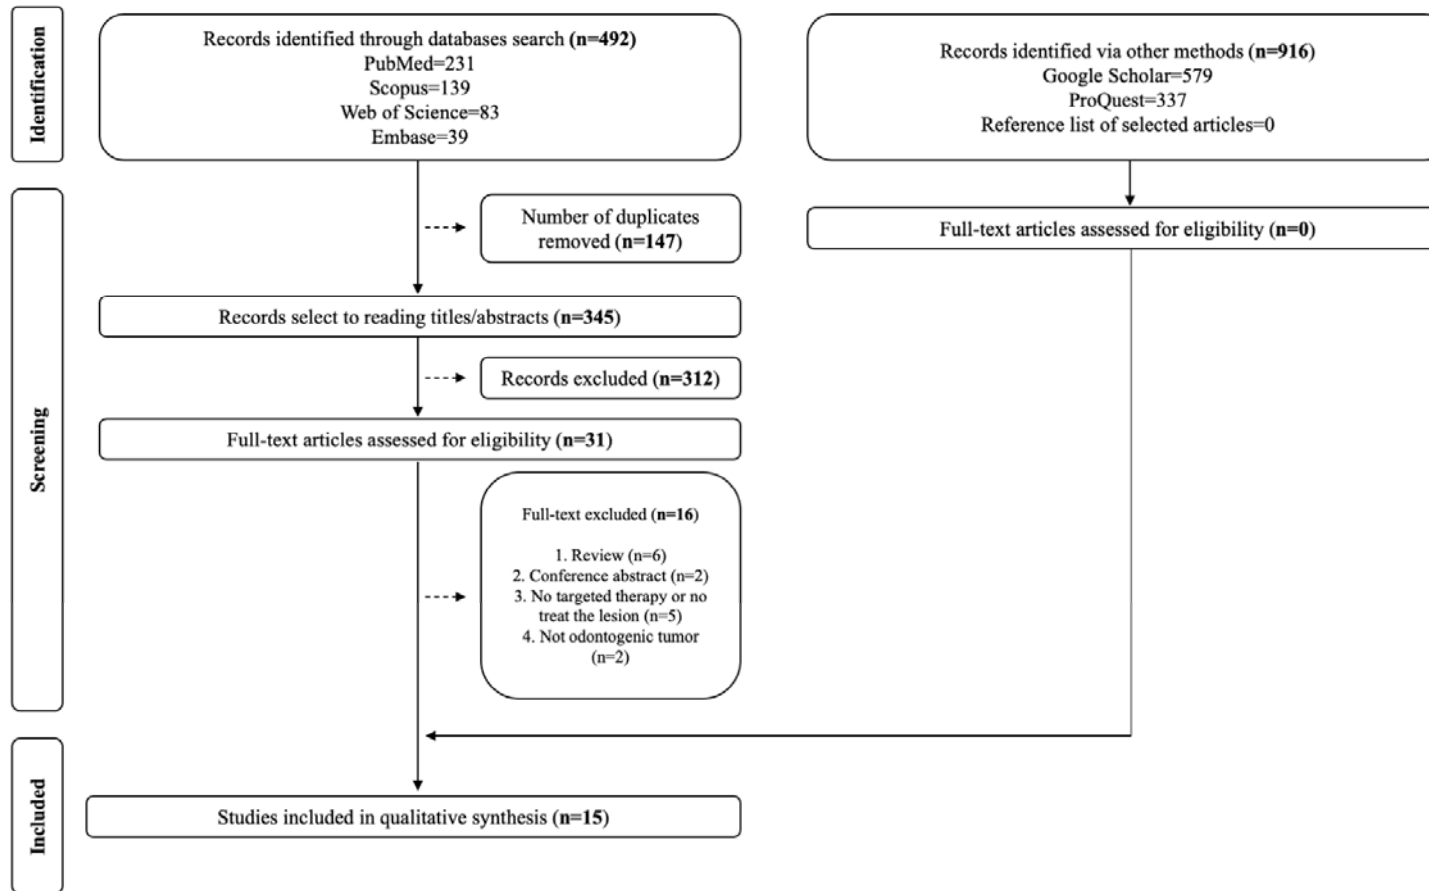 Identification
Records identified through databases search (n=492)
PubMed=231
Scopus=139
Web of Science=83
Embase=39
Records identified via other methods (n=916)
Google Scholar=579
ProQuest=337
Reference list of selected articles=0
Screening
Number of duplicates
removed (n=147)
Full-text articles assessed for eligibility (n=0)
Records select to reading titles/abstracts (n=345)
Records excluded (n=312)
Full-text articles assessed for eligibility (n=31)
Full-text excluded (n=16)
1. Review (n=6)
2. Conference abstract (n=2)
3. No targeted therapy or no
treat the lesion (n=5)
4. Not odontogenic tumor
(n=2)
Included
Studies included in qualitative synthesis (n=15)